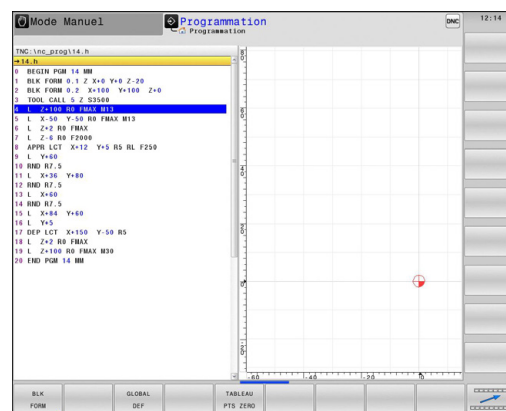 Mode Manuel
Programmation
Programmation
DNC
12:14
TNC:\nc_prog\14.h
→14.h
0 BEGIN PGM 14 MM
1 BLK FORM 0.1 Z X+0 Y+0 Z-20
2 BLK FORM 0.2 X+100 Y+100 Z+0
3 TOOL CALL 5 Z S3500
4 L Z+100 R0 FMAX M13
5 L X-50 Y-50 R0 FMAX M13
6 L Z+2 R0 FMAX
7 L Z-6 R0 F2000
8 APPR LCT X+12 Y+5 R5 RL F250
9 L Y+60
10 RND R7.5
11 L X+36 Y+80
12 RND R7.5
13 L X+60
14 RND R7.5
15 L X+84 Y+60
16 L Y+5
17 DEP LCT X+150 Y-50 R5
18 L Z+2 R0 FMAX
19 L Z+100 R0 FMAX M30
20 END PGM 14 MM
80
60
40
20
0
-20
-60
-40
-20
0
BLK
FORM
GLOBAL
DEF
TABLEAU
PTS ZERO